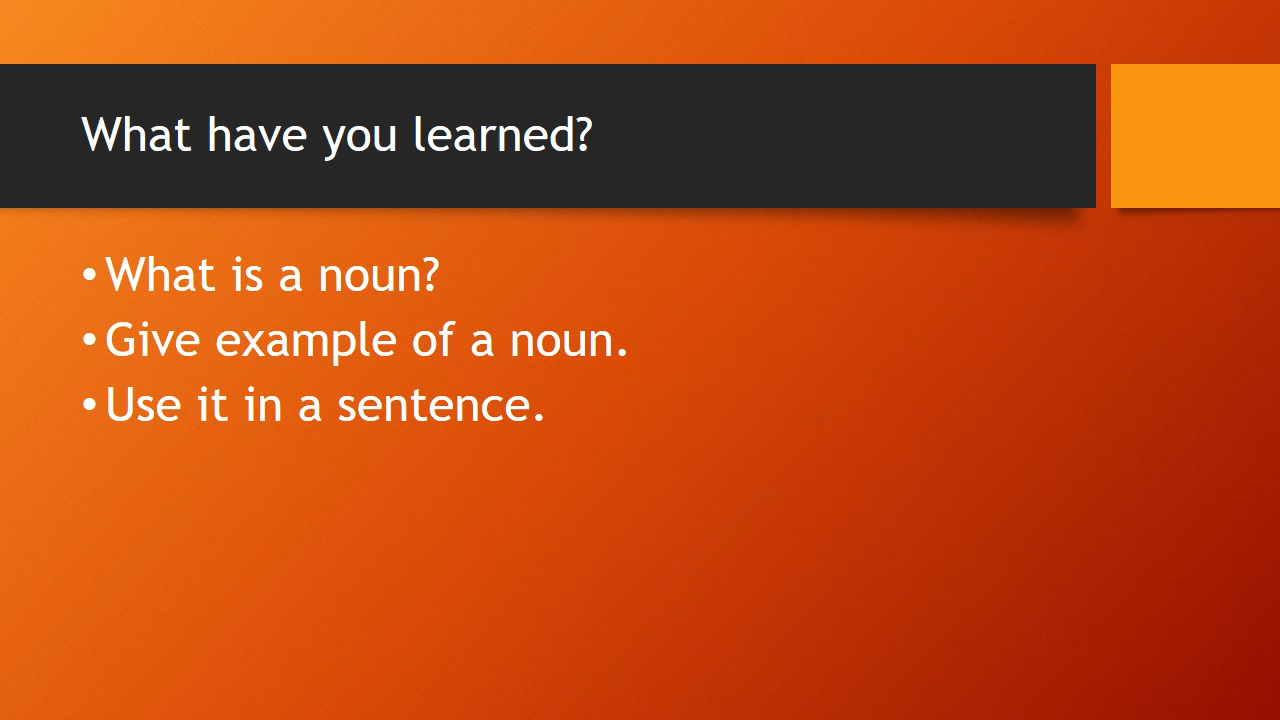 What have you learned?
•What is a noun?
•Give example of a noun.
•Use it in a sentence.